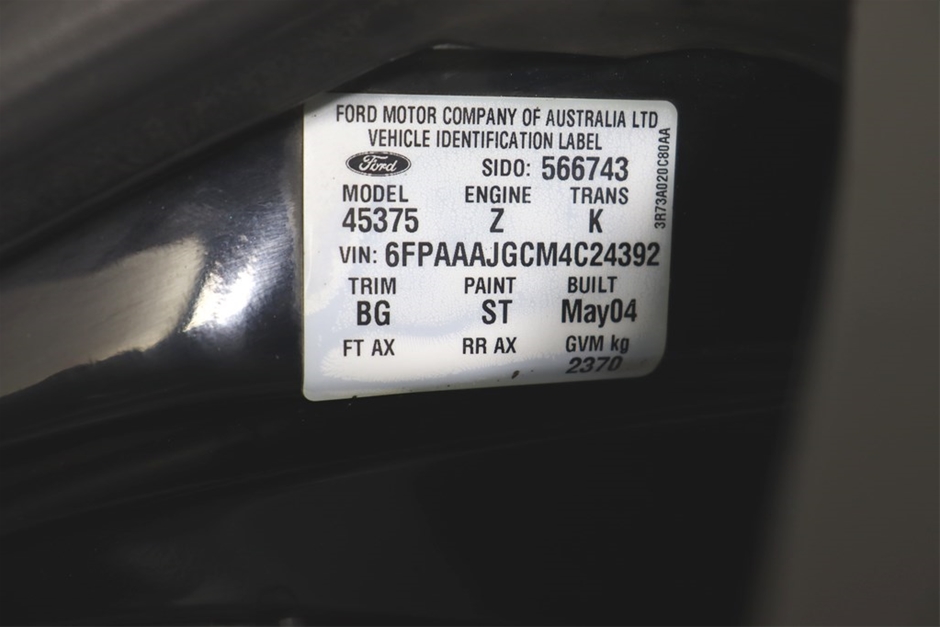 FORD MOTOR COMPANY OF AUSTRALIA LTD
VEHICLE IDENTIFICATION LABEL
Ford SIDO: 566743
MODEL ENGINE TRANS
45375 Z K
VIN: 6FPAAAJGCM4C24392
TRIM PAINT BUILT
BG ST May04
FT AX RR AX GVM kg
2370
3R73A020C80AA